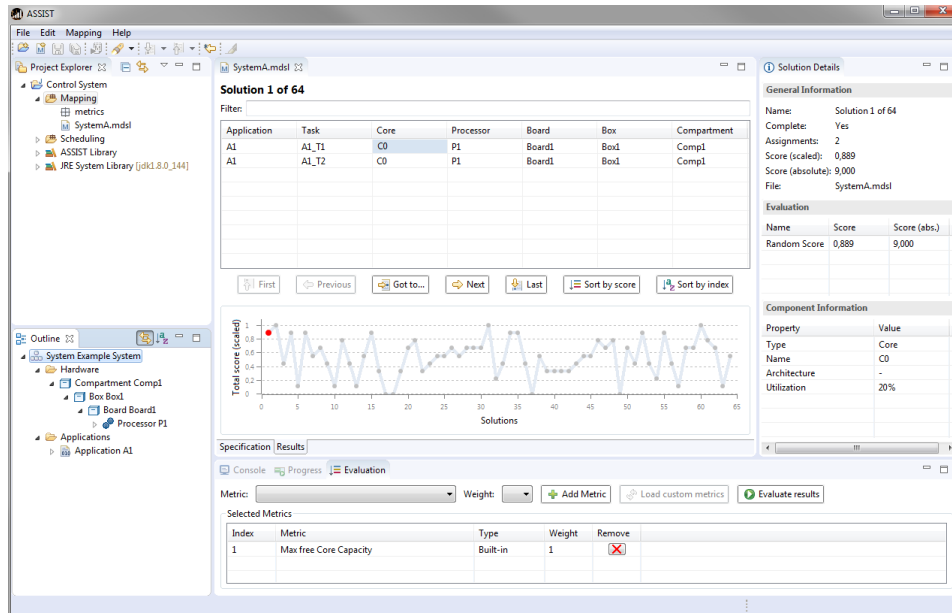 ASSIST
File Edit Mapping Help
Project Explorer
Control System
Mapping
metrics
SystemA.mdsl
Scheduling
ASSIST Library
JRE System Library [jdk1.8.0_144]
Outline
System Example System
Hardware
Compartment Comp1
Box Box1
Board Board1
Processor P1
Applications
Application A1
SystemA.mdsl
Solution 1 of 64
Filter:
Application Task Core Processor Board Box Compartment
A1 A1_T1 C0 P1 Board1 Box1 Comp1
A1 A1_T2 C0 P1 Board1 Box1 Comp1
First Previous Got to... Next Last Sort by score Sort by index
Total score (scaled)
1
0.8
0.6
0.4
0.2
0
0 5 10 15 20 25 30 35 40 45 50 55 60 65
Solutions
Specification Results
Console Progress Evaluation
Metric: Weight: Add Metric Load custom metrics Evaluate results
Selected Metrics
Index Metric Type Weight Remove
1 Max free Core Capacity Built-in 1
Solution Details
General Information
Name: Solution 1 of 64
Complete: Yes
Assignments: 2
Score (scaled): 0,889
Score (absolute): 9,000
File: SystemA.mdsl
Evaluation
Name Score Score (abs.)
Random Score 0,889 9,000
Component Information
Property Value
Type Core
Name C0
Architecture -
Utilization 20%